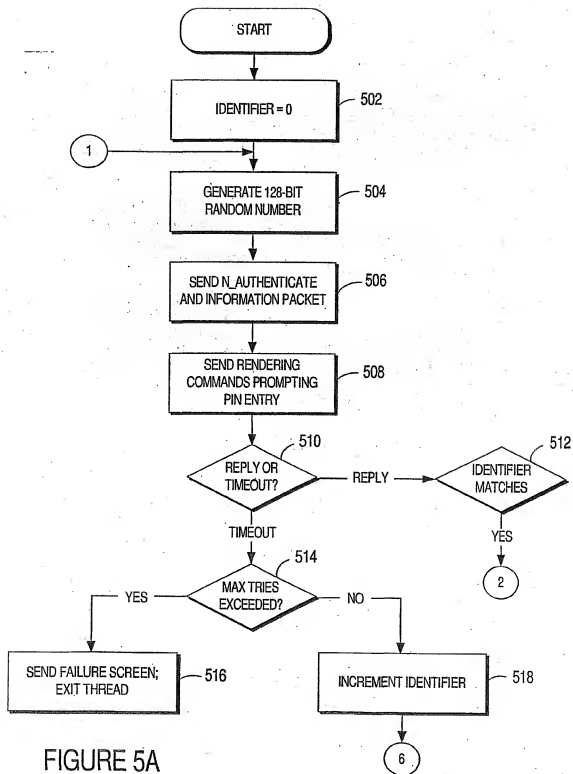 START
IDENTIFIER = 0
502
1
GENERATE 128-BIT
RANDOM NUMBER
504
SEND N_AUTHENTICATE
AND INFORMATION PACKET
506
SEND RENDERING
COMMANDS PROMPTING
PIN ENTRY
508
510
REPLY OR
TIMEOUT?
REPLY
512
IDENTIFIER
MATCHES
TIMEOUT
YES
2
514
MAX TRIES
EXCEEDED?
YES
NO
SEND FAILURE SCREEN;
EXIT THREAD
516
INCREMENT IDENTIFIER
518
6
FIGURE 5A